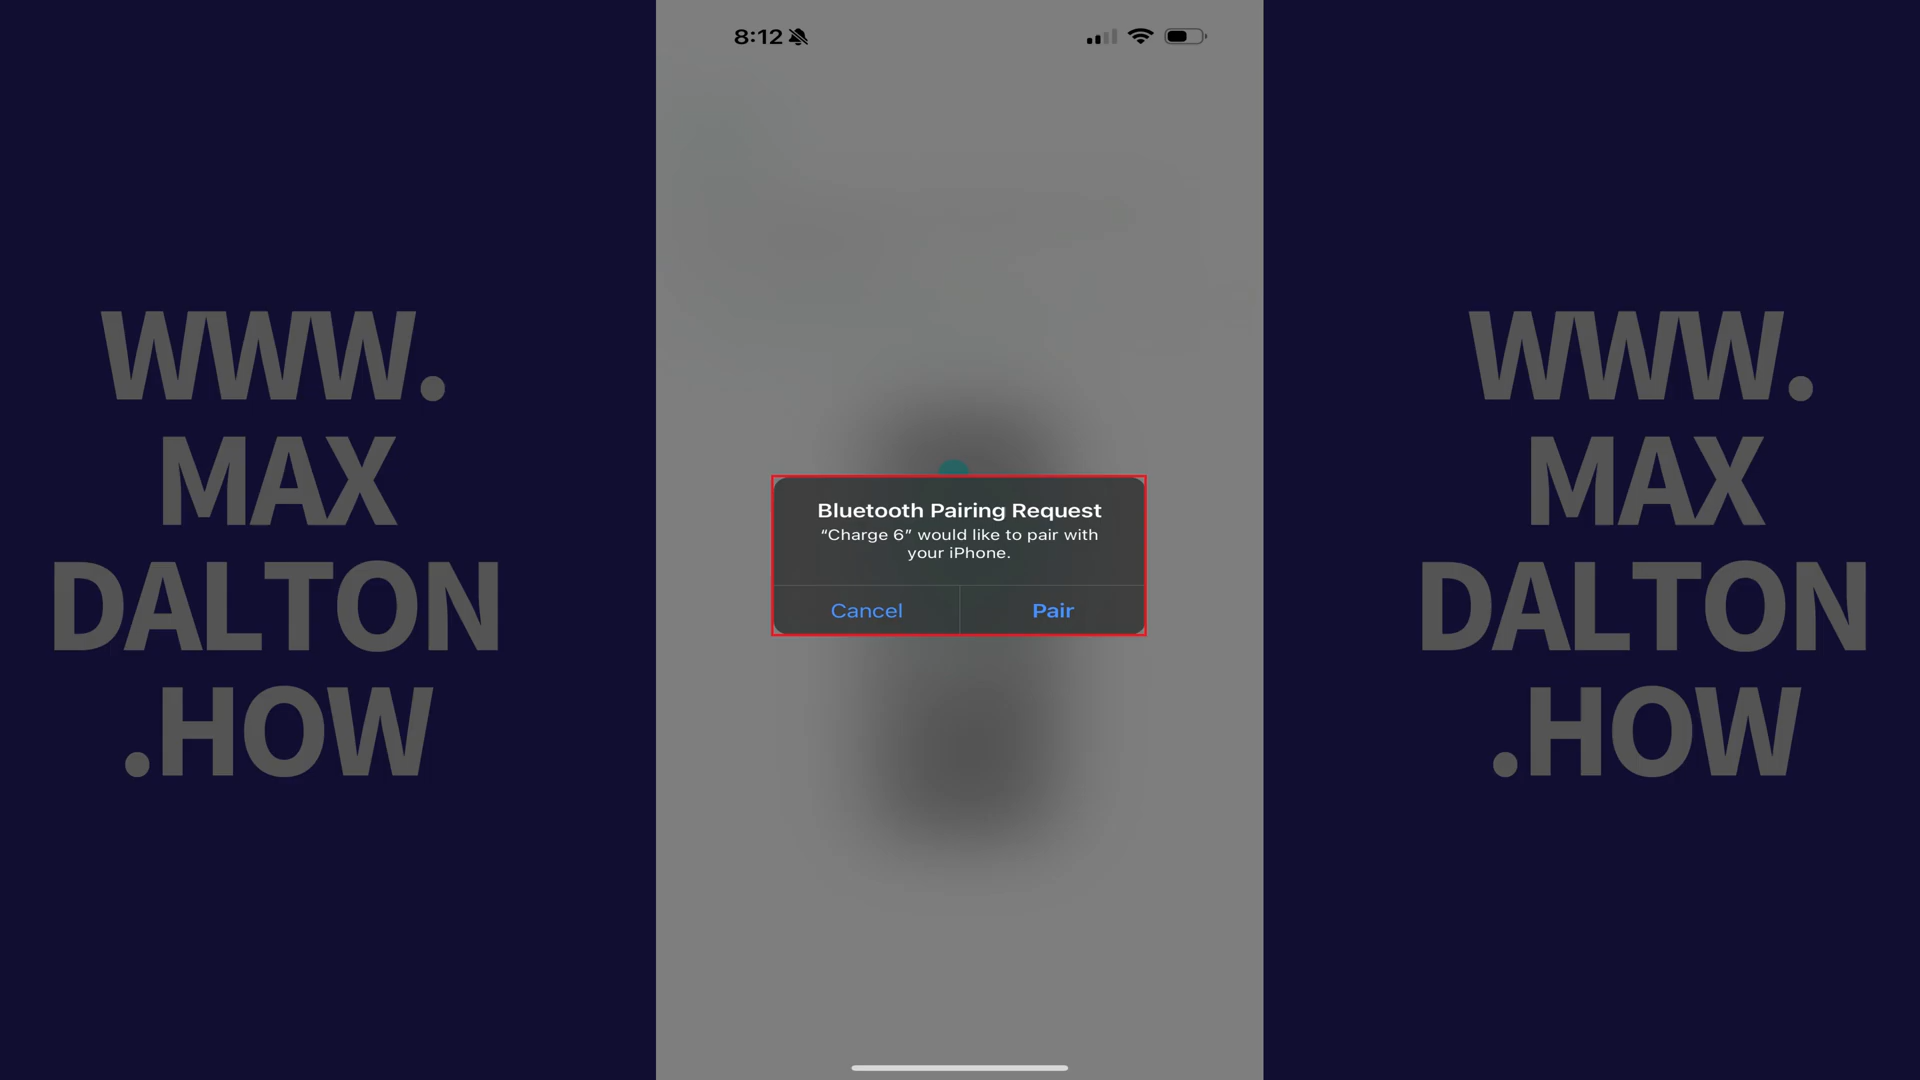 8:12
WWW.
MAX
DALTON
.HOW
Bluetooth Pairing Request
“Charge 6” would like to pair with
your iPhone.
Cancel
Pair
WWW.
MAX
DALTON
.HOW